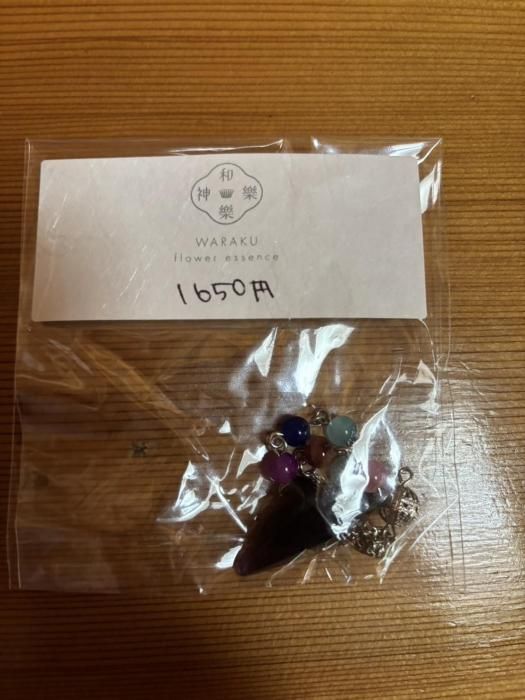 和
神 樂
樂
WARAKU
flower essence
1650円